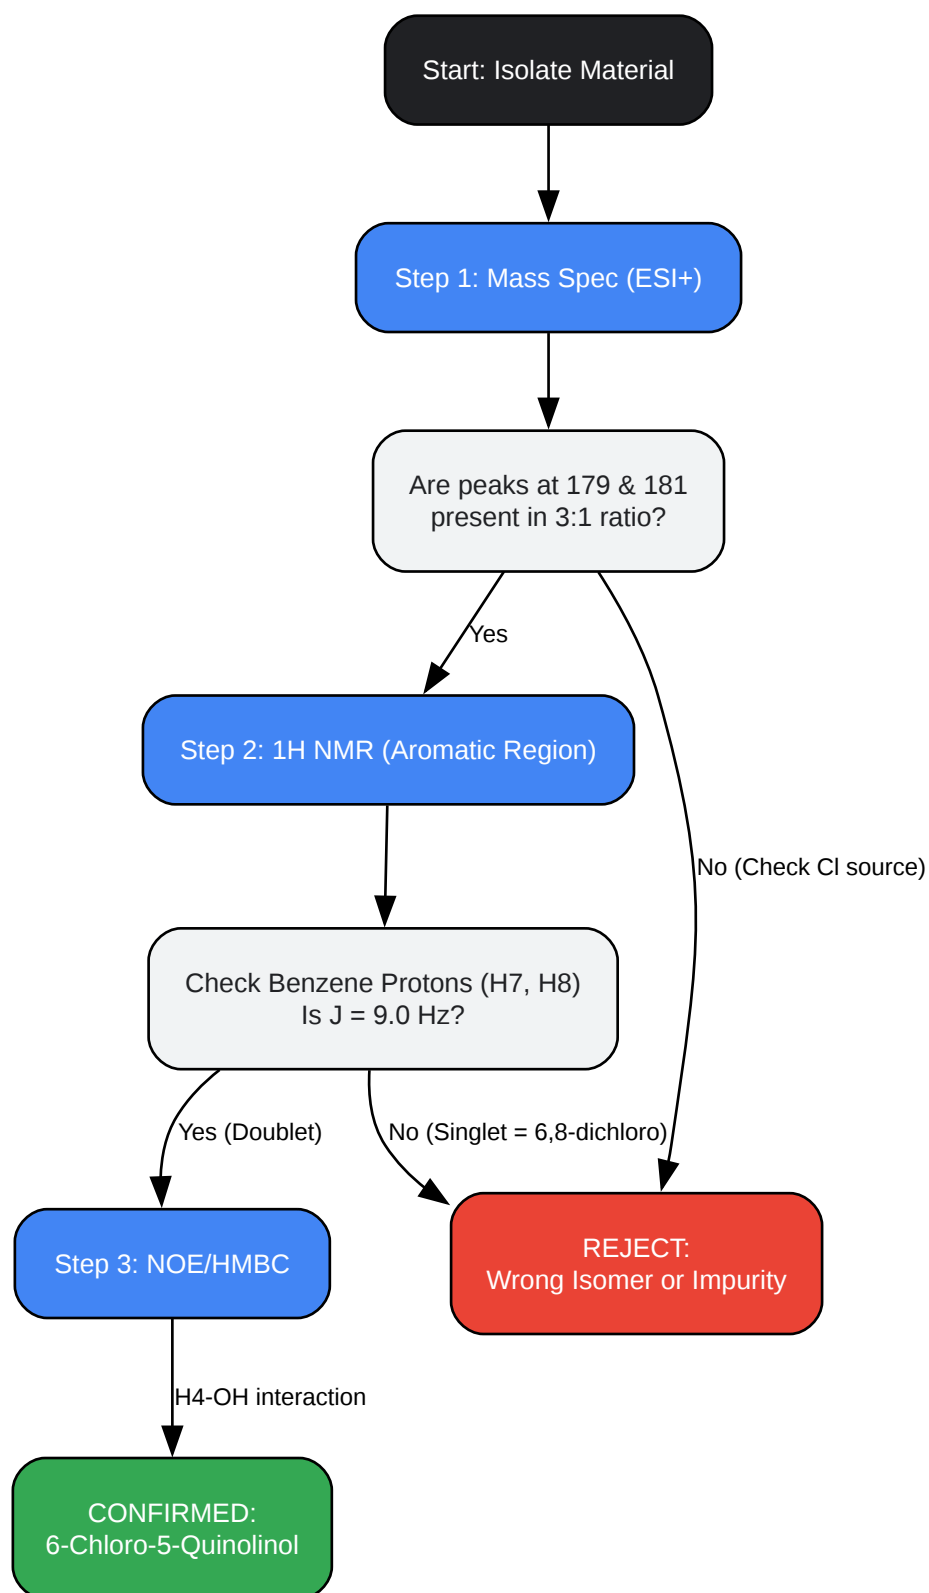 Start: Isolate Material
Step 1: Mass Spec (ESI+)
Are peaks at 179 & 181
present in 3:1 ratio?
Yes
Step 2: 1H NMR (Aromatic Region)
No (Check Cl source)
Check Benzene Protons (H7, H8)
Is J = 9.0 Hz?
Yes (Doublet)
No (Singlet = 6,8-dichloro)
Step 3: NOE/HMBC
REJECT:
Wrong Isomer or Impurity
H4-OH interaction
CONFIRMED:
6-Chloro-5-Quinolinol